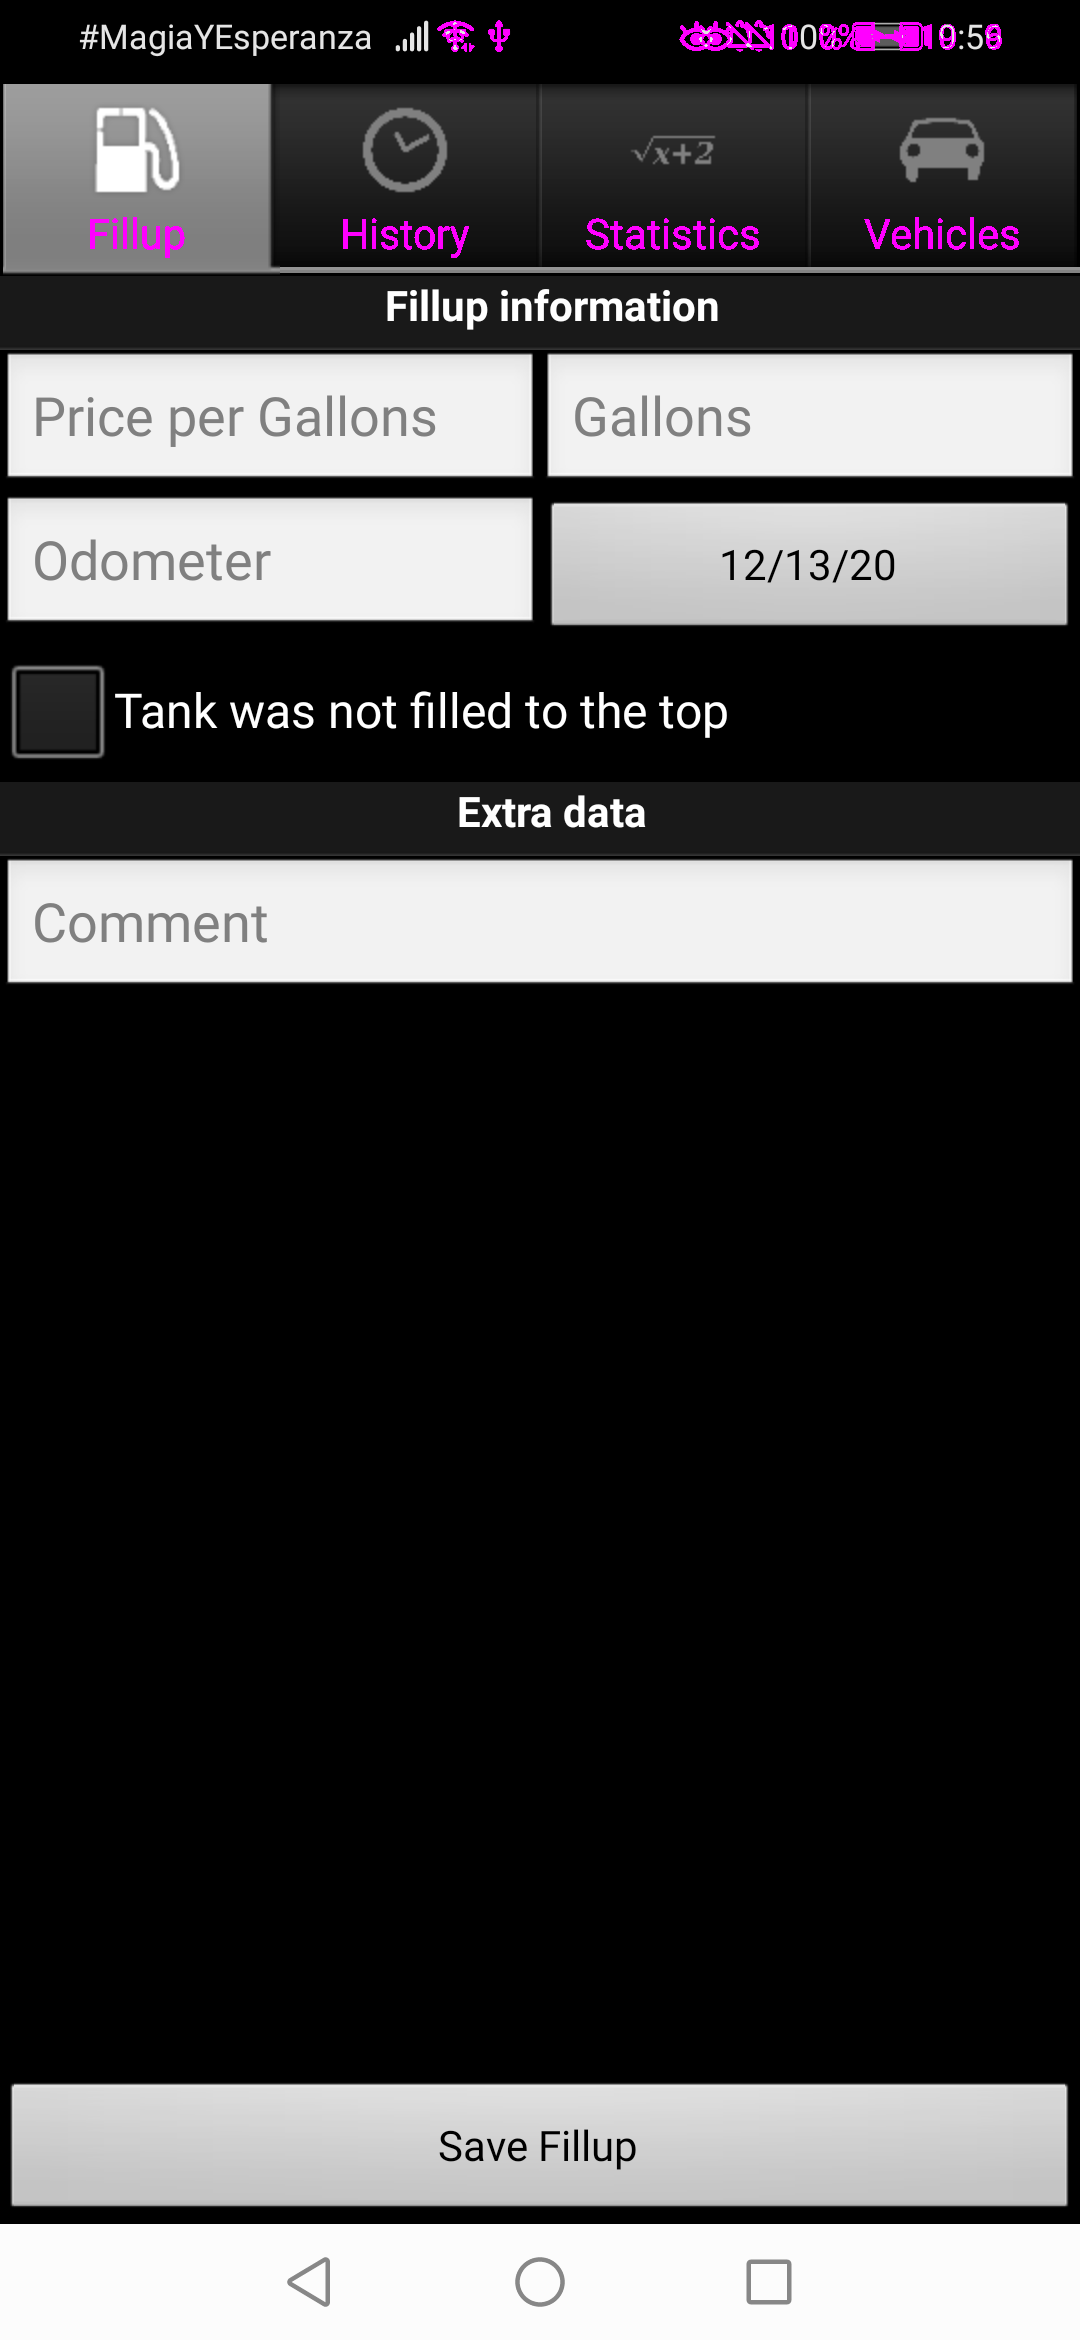 #MagiaYEsperanza
Fillup History √x+2 Statistics Vehicles
Fillup information
Price per Gallons Gallons
Odometer 12/13/20
Tank was not filled to the top
Extra data
Comment
Save Fillup